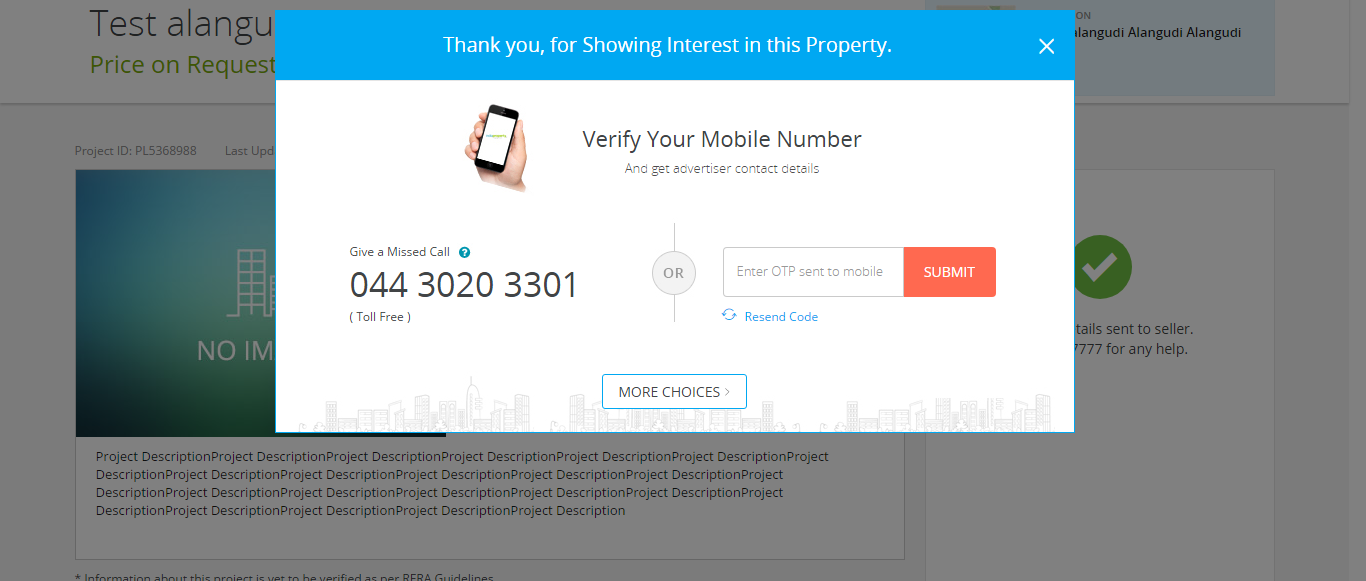 Test alangu
Price on Request
ON
alangudi Alangudi Alangudi
Thank you, for Showing Interest in this Property.
Verify Your Mobile Number
And get advertiser contact details
Project ID: PL5368988 Last Upd
Give a Missed Call ?
044 3020 3301
( Toll Free )
OR
Enter OTP sent to mobile
SUBMIT
Resend Code
MORE CHOICES >
NO IM
tails sent to seller.
7777 for any help.
Project DescriptionProject DescriptionProject DescriptionProject DescriptionProject DescriptionProject DescriptionProject
DescriptionProject DescriptionProject DescriptionProject DescriptionProject DescriptionProject DescriptionProject
DescriptionProject DescriptionProject DescriptionProject DescriptionProject DescriptionProject DescriptionProject
DescriptionProject DescriptionProject DescriptionProject DescriptionProject Description
* Information about this project is yet to be verified as per RERA Guidelines